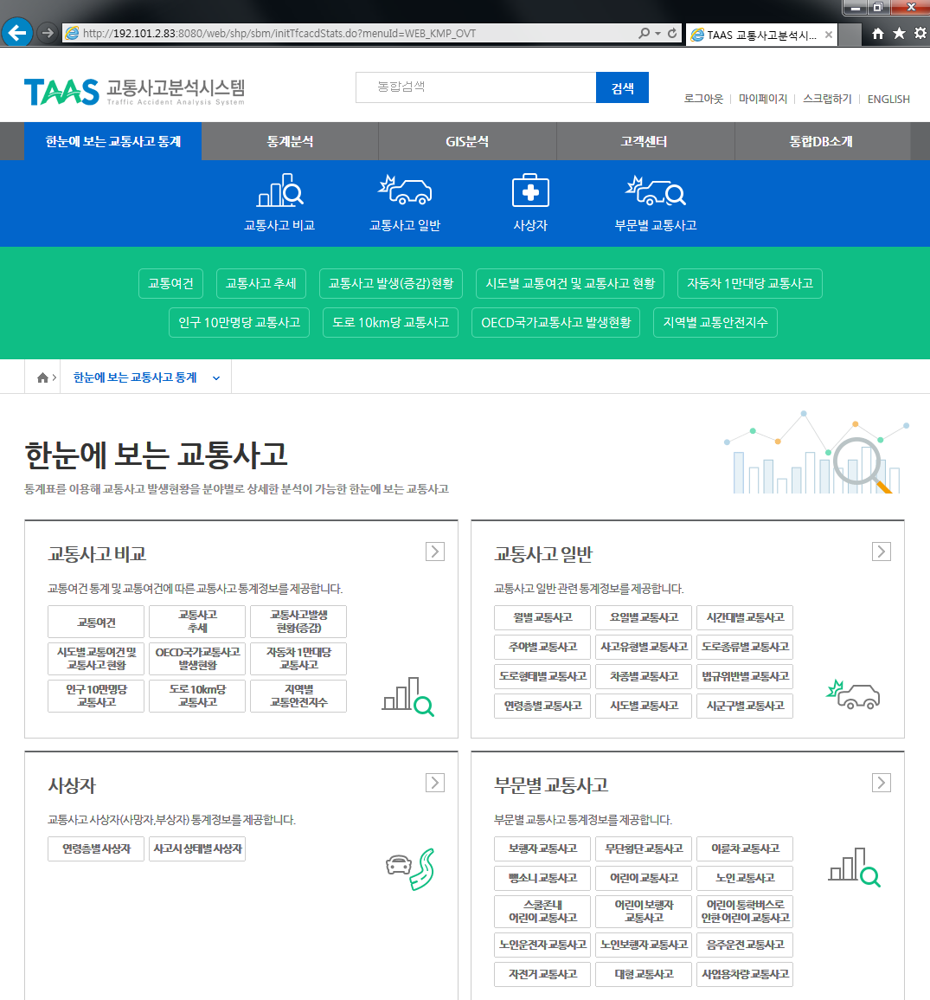 http://192.101.2.83:8080/web/shp/sbm/initTfcacdStats.do?menuId=WEB_KMP_OVT
TAAS 교통사고분석시...
TAAS 교통사고분석시스템
Traffic Accident Analysis System
통합검색
검색
로그아웃
마이페이지
스크랩하기
ENGLISH
한눈에 보는 교통사고 통계
통계분석
GIS분석
고객센터
통합DB소개
교통사고 비교
교통사고 일반
사상자
부문별 교통사고
교통여건
교통사고 추세
교통사고 발생(증감)현황
시도별 교통여건 및 교통사고 현황
자동차 1만대당 교통사고
인구 10만명당 교통사고
도로 10km당 교통사고
OECD국가교통사고 발생현황
지역별 교통안전지수
한눈에 보는 교통사고 통계
한눈에 보는 교통사고
통계표를 이용해 교통사고 발생현황을 분야별로 상세한 분석이 가능한 한눈에 보는 교통사고
교통사고 비교
교통여건 통계 및 교통여건에 따른 교통사고 통계정보를 제공합니다.
교통여건
교통사고
추세
교통사고발생
현황(증감)
시도별 교통여건 및
교통사고 현황
OECD국가교통사고
발생현황
자동차 1만대당
교통사고
인구 10만명당
교통사고
도로 10km당
교통사고
지역별
교통안전지수
교통사고 일반
교통사고 일반 관련 통계정보를 제공합니다.
월별 교통사고
요일별 교통사고
시간대별 교통사고
주야별 교통사고
사고유형별 교통사고
도로종류별 교통사고
도로형태별 교통사고
차종별 교통사고
법규위반별 교통사고
연령층별 교통사고
시도별 교통사고
시군구별 교통사고
사상자
교통사고 사상자(사망자,부상자) 통계정보를 제공합니다.
연령층별 사상자
사고시 상태별 사상자
부문별 교통사고
부문별 교통사고 통계정보를 제공합니다.
보행자 교통사고
무단횡단 교통사고
이륜차 교통사고
뺑소니 교통사고
어린이 교통사고
노인 교통사고
스쿨존내
어린이 교통사고
어린이 보행자
교통사고
어린이 통학버스로
인한 어린이 교통사고
노인운전자 교통사고
노인보행자 교통사고
음주운전 교통사고
자전거 교통사고
대형 교통사고
사업용차량 교통사고